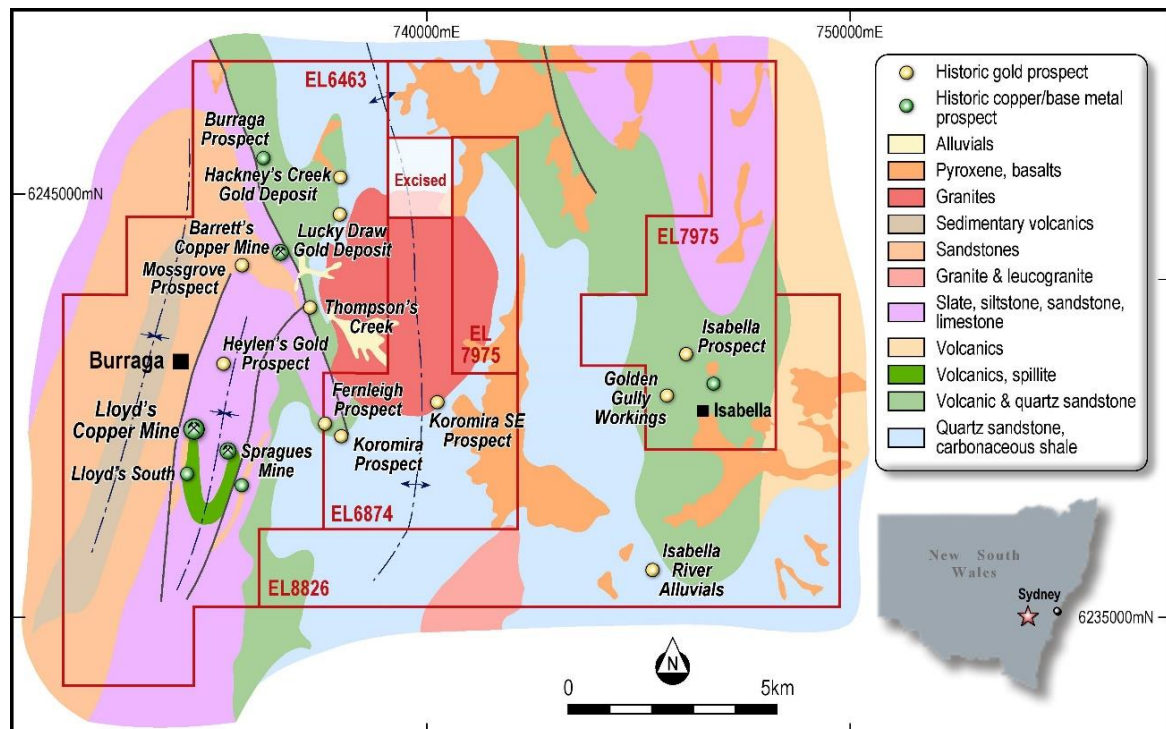 740000mE
750000mE
EL6463
Burraga
Prospect
Hackney's Creek
Gold Deposit
Excised
6245000mN
Barrett's
Copper Mine
Lucky Draw
Gold Deposit
EL7975
Mossgrove
Prospect
Thompson's
Creek
EL
7975
Isabella
Prospect
Burraga
Heylen's Gold
Prospect
Fernleigh
Prospect
Golden
Gully
Workings
Isabella
Lloyd's
Copper Mine
Koromira SE
Prospect
Koromira
Prospect
Lloyd's South
Spragues
Mine
EL6874
EL8826
Isabella
River
Alluvials
N
0
5km
Historic gold prospect
Historic copper/base metal
prospect
Alluvials
Pyroxene, basalts
Granites
Sedimentary volcanics
Sandstones
Granite & leucogranite
Slate, siltstone, sandstone,
limestone
Volcanics
Volcanics, spillite
Volcanic & quartz sandstone
Quartz sandstone,
carbonaceous shale
New South
Wales
Sydney
6235000mN